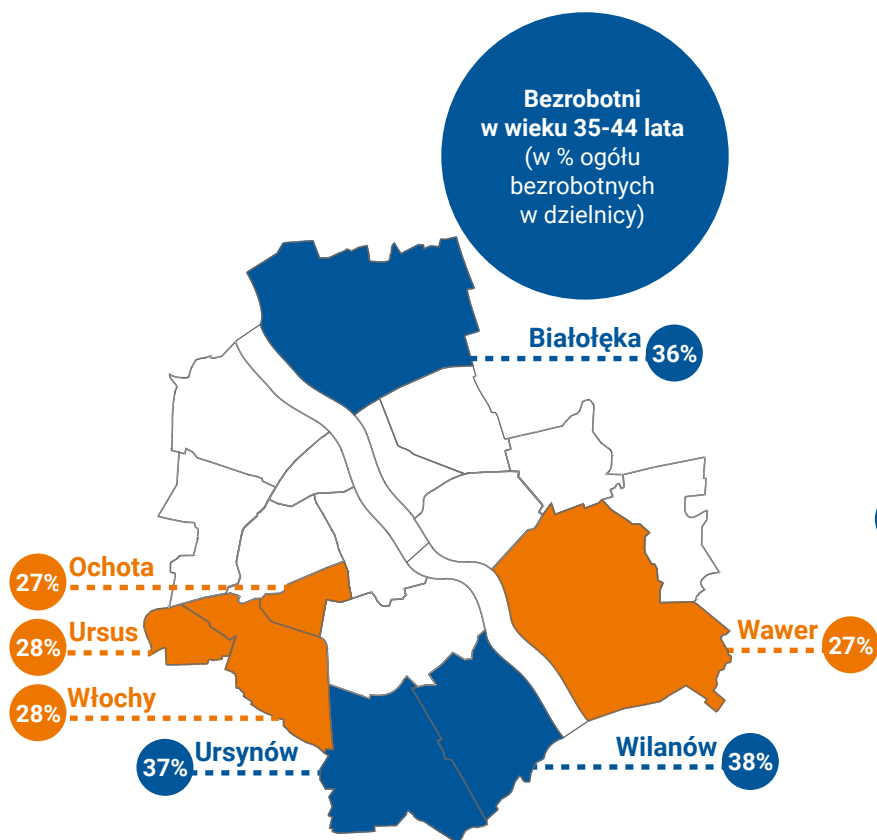 Bezrobotni
w wieku 35-44 lata
(w % ogółu
bezrobotnych
w dzielnicy)
Białołęka 36%
27% Ochota
28% Ursus
Wawer 27%
28% Włochy
37% Ursynów
Wilanów 38%